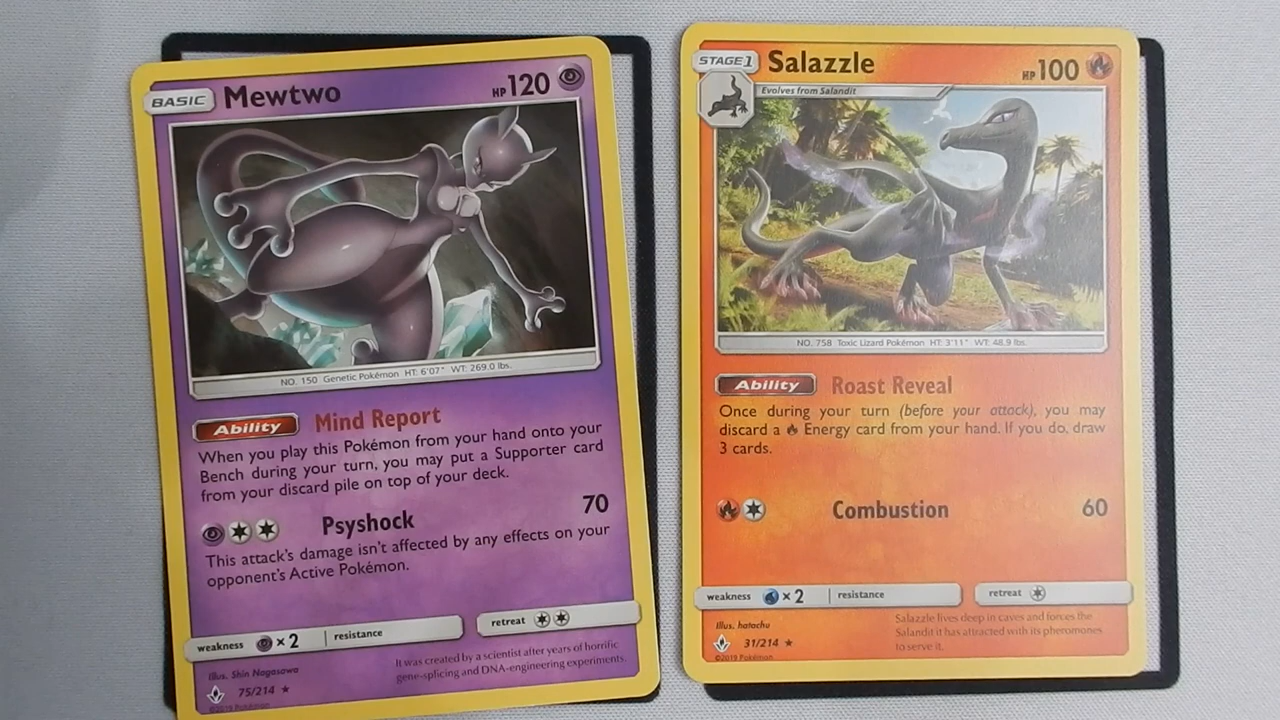 BASIC Mewtwo HP120
NO. 150 Genetic Pokémon HT: 6'07" WT: 269.0 lbs.
Ability Mind Report
When you play this Pokémon from your hand onto your
Bench during your turn, you may put a Supporter card
from your discard pile on top of your deck.
Psyshock 70
This attack's damage isn't affected by any effects on your
opponent's Active Pokémon.
weakness ×2 resistance retreat
Illus. Shin Nagasawa
It was created by a scientist after years of horrific
gene-splicing and DNA-engineering experiments.
75/214
©2019 Pokémon
STAGE1 Salazzle HP100
Evolves from Salandit
NO. 758 Toxic Lizard Pokémon HT: 3'11" WT: 48.9 lbs.
Ability Roast Reveal
Once during your turn (before your attack), you may
discard a Energy card from your hand. If you do, draw
3 cards.
Combustion 60
weakness ×2 resistance retreat
Illus. hatachu
31/214
©2019 Pokémon
Salazzle lives deep in caves and forces the
Salandit it has attracted with its pheromones
to serve it.